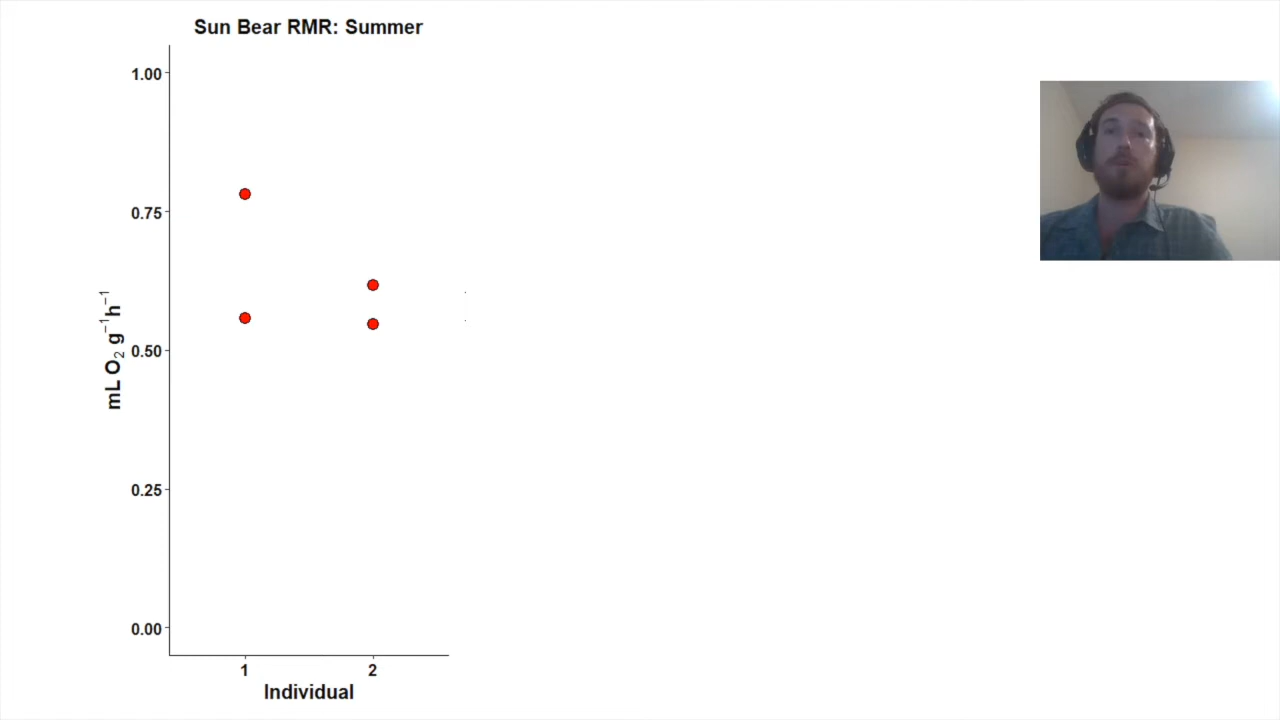 Sun Bear RMR: Summer
1.00
0.75
0.50
0.25
0.00
mL O₂ g⁻¹h⁻¹
1 2
Individual